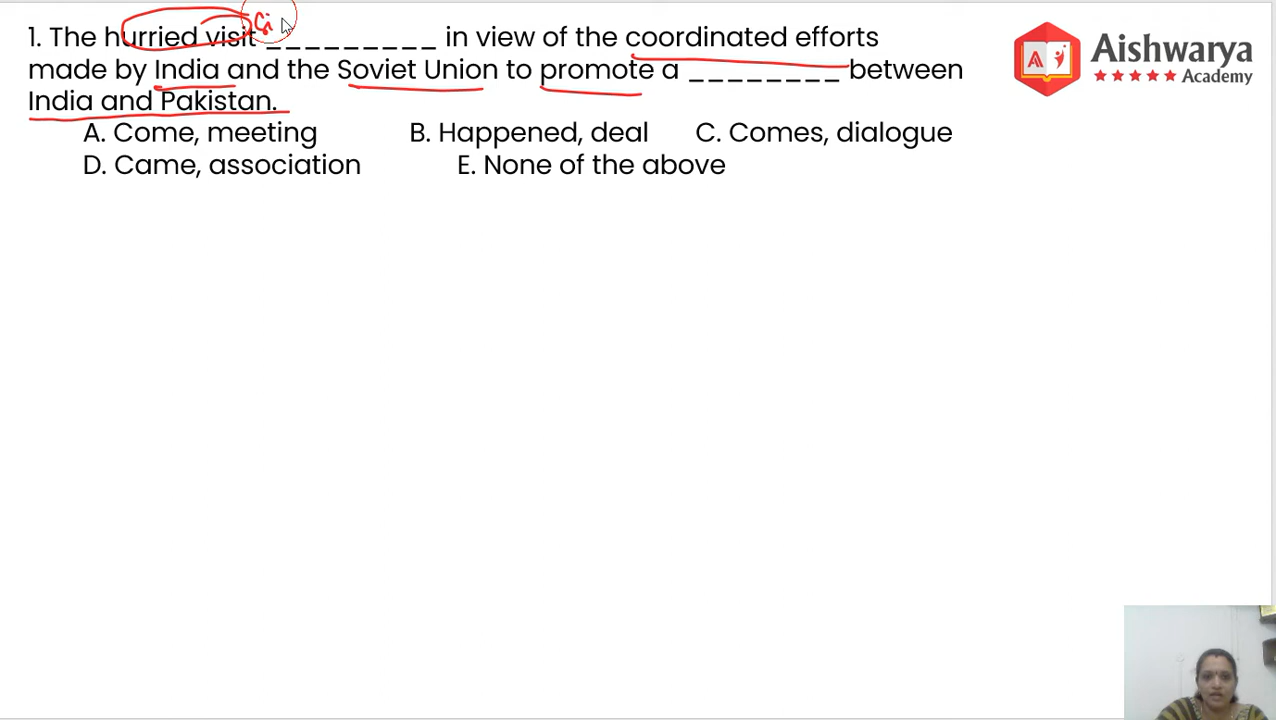 1. The hurried visit _________ in view of the coordinated efforts
made by India and the Soviet Union to promote a ________ between
India and Pakistan.
A. Come, meeting B. Happened, deal C. Comes, dialogue
D. Came, association E. None of the above
Aishwarya
Academy